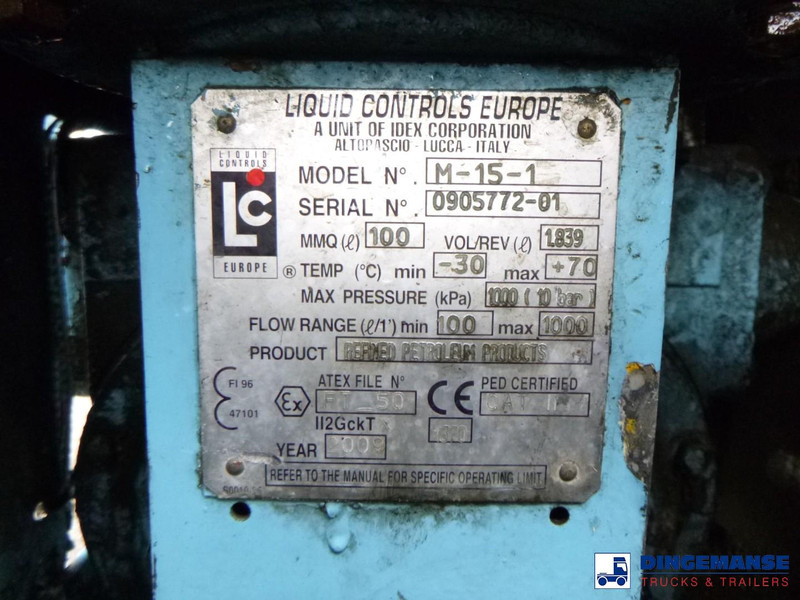 LIQUID CONTROLS EUROPE
A UNIT OF IDEX CORPORATION
ALTOPASCIO - LUCCA - ITALY
LIQUID
CONTROLS
LC
EUROPE
®
MODEL N°. M-15-1
SERIAL N°. 0905772-01
MMQ (ℓ) 100 VOL/REV (ℓ) 1.839
TEMP (°C) min -30 max +70
MAX PRESSURE (kPa) 1000 (10 bar)
FLOW RANGE (ℓ/1') min 100 max 1000
PRODUCT REFINED PETROLEUM PRODUCTS
FI 96
47101
Ex
ATEX FILE N°
II2GckT
CE
PED CERTIFIED
YEAR
REFER TO THE MANUAL FOR SPECIFIC OPERATING LIMIT
DINGEMANSE
TRUCKS & TRAILERS